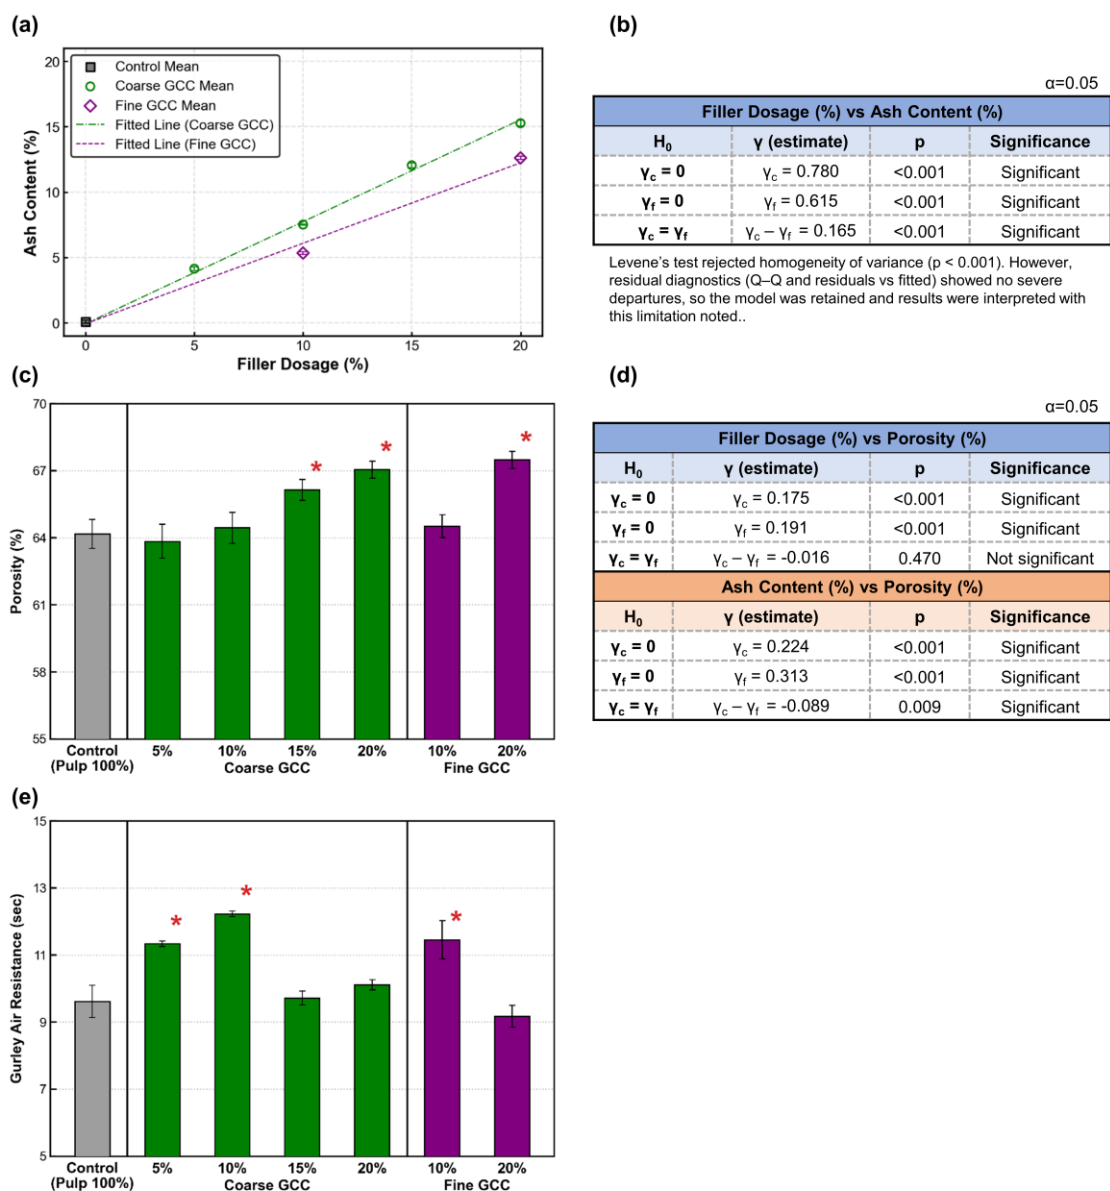 (a)
20
15
10
5
0
Ash Content (%)
Control Mean
Coarse GCC Mean
Fine GCC Mean
Fitted Line (Coarse GCC)
Fitted Line (Fine GCC)
0 5 10 15 20
Filler Dosage (%)
(b)
α=0.05
Filler Dosage (%) vs Ash Content (%)
H₀ γ (estimate) p Significance
γc = 0 γc = 0.780 <0.001 Significant
γf = 0 γf = 0.615 <0.001 Significant
γc = γf γc – γf = 0.165 <0.001 Significant
Levene's test rejected homogeneity of variance (p < 0.001). However,
residual diagnostics (Q–Q and residuals vs fitted) showed no severe
departures, so the model was retained and results were interpreted with
this limitation noted..
(c)
70
67
64
61
58
55
Porosity (%)
* * *
Control 5% 10% 15% 20% 10% 20%
(Pulp 100%) Coarse GCC Fine GCC
(d)
α=0.05
Filler Dosage (%) vs Porosity (%)
H₀ γ (estimate) p Significance
γc = 0 γc = 0.175 <0.001 Significant
γf = 0 γf = 0.191 <0.001 Significant
γc = γf γc – γf = -0.016 0.470 Not significant
Ash Content (%) vs Porosity (%)
H₀ γ (estimate) p Significance
γc = 0 γc = 0.224 <0.001 Significant
γf = 0 γf = 0.313 <0.001 Significant
γc = γf γc – γf = -0.089 0.009 Significant
(e)
15
13
11
9
7
5
Gurley Air Resistance (sec)
* * *
Control 5% 10% 15% 20% 10% 20%
(Pulp 100%) Coarse GCC Fine GCC